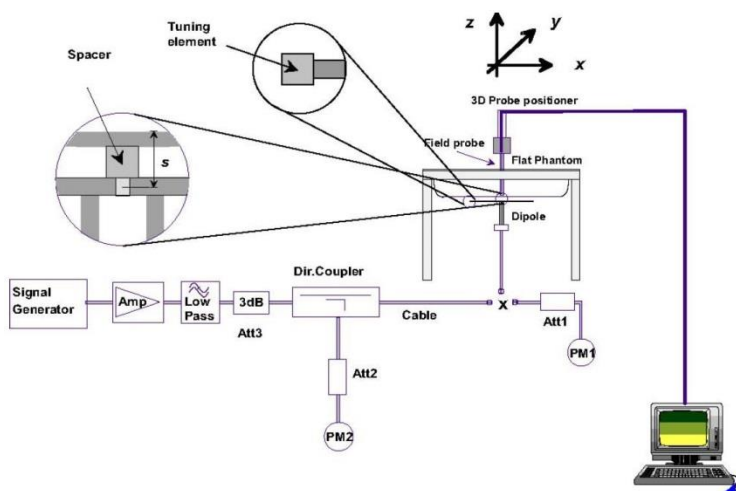 Tuning
element
Spacer
s
z
y
x
3D Probe positioner
Field probe
Flat Phantom
Dipole
Signal
Generator
Amp
Low
Pass
3dB
Att3
Dir.Coupler
Cable
x
Att1
PM1
Att2
PM2